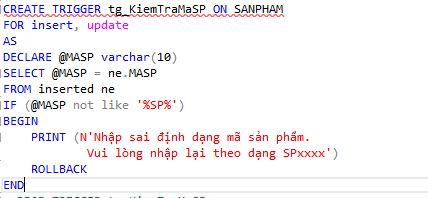 CREATE TRIGGER tg_KiemTraMaSP ON SANPHAM
FOR insert, update
AS
DECLARE @MASP varchar(10)
SELECT @MASP = ne.MASP
FROM inserted ne
IF (@MASP not like '%SP%')
BEGIN
PRINT (N'Nhập sai định dạng mã sản phẩm.
Vui lòng nhập lại theo dạng SPxxxx')
ROLLBACK
END